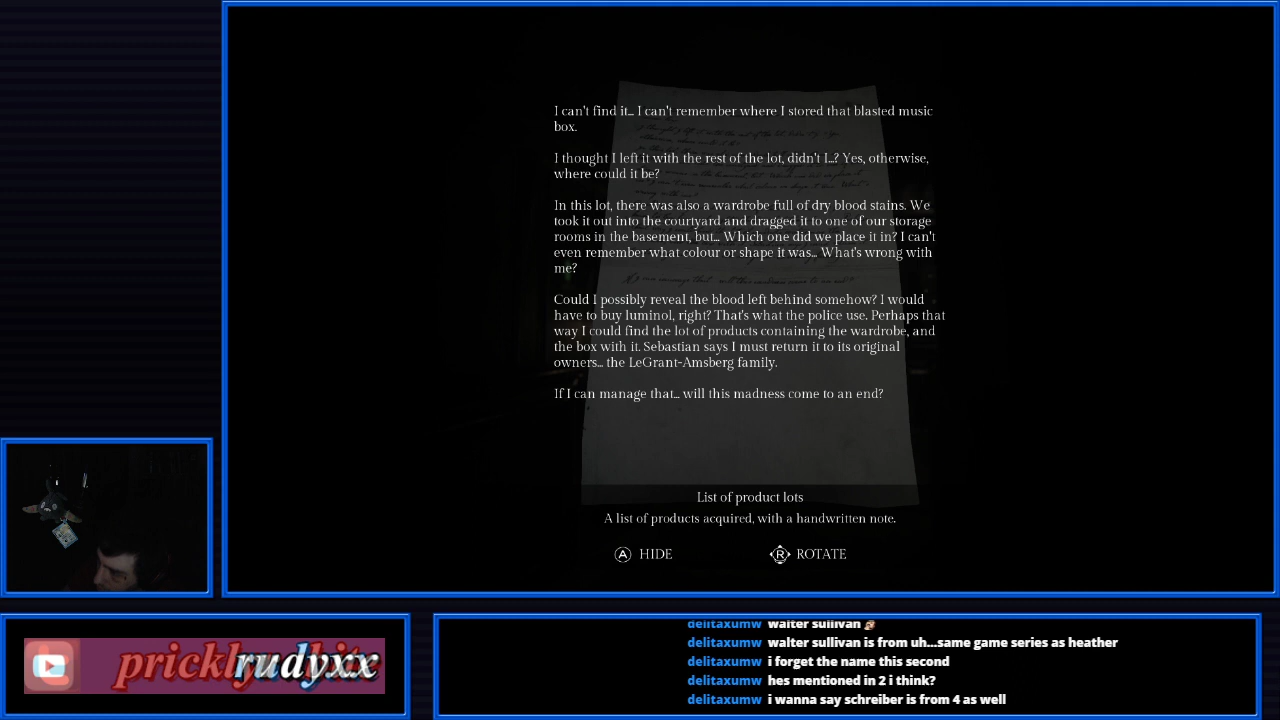 I can't find it... I can't remember where I stored that blasted music
box.
I thought I left it with the rest of the lot, didn't I...? Yes, otherwise,
where could it be?
In this lot, there was also a wardrobe full of dry blood stains. We
took it out into the courtyard and dragged it to one of our storage
rooms in the basement, but... Which one did we place it in? I can't
even remember what colour or shape it was... What's wrong with
me?
Could I possibly reveal the blood left behind somehow? I would
have to buy luminol, right? That's what the police use. Perhaps that
way I could find the lot of products containing the wardrobe, and
the box with it. Sebastian says I must return it to its original
owners... the LeGrant-Amsberg family.
If I can manage that... will this madness come to an end?
List of product lots
A list of products acquired, with a handwritten note.
A HIDE
R ROTATE
rudyxx
delitaxumw walter sullivan
delitaxumw walter sullivan is from uh...same game series as heather
delitaxumw i forget the name this second
delitaxumw hes mentioned in 2 i think?
delitaxumw i wanna say schreiber is from 4 as well